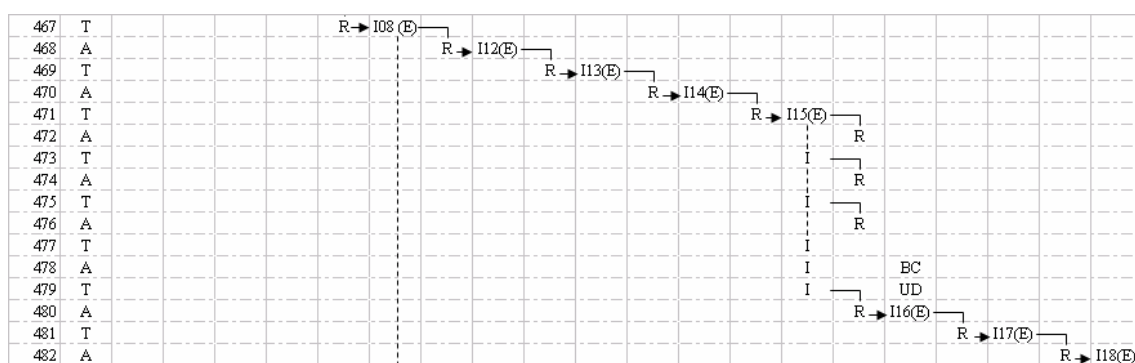 467 T R I08 (E)
468 A R I12(E)
469 T R I13(E)
470 A R I14(E)
471 T R I15(E)
472 A R
473 T I
474 A R
475 T I
476 A R
477 T I
478 A I BC
479 T I UD
480 A R I16(E)
481 T R I17(E)
482 A R I18(E)